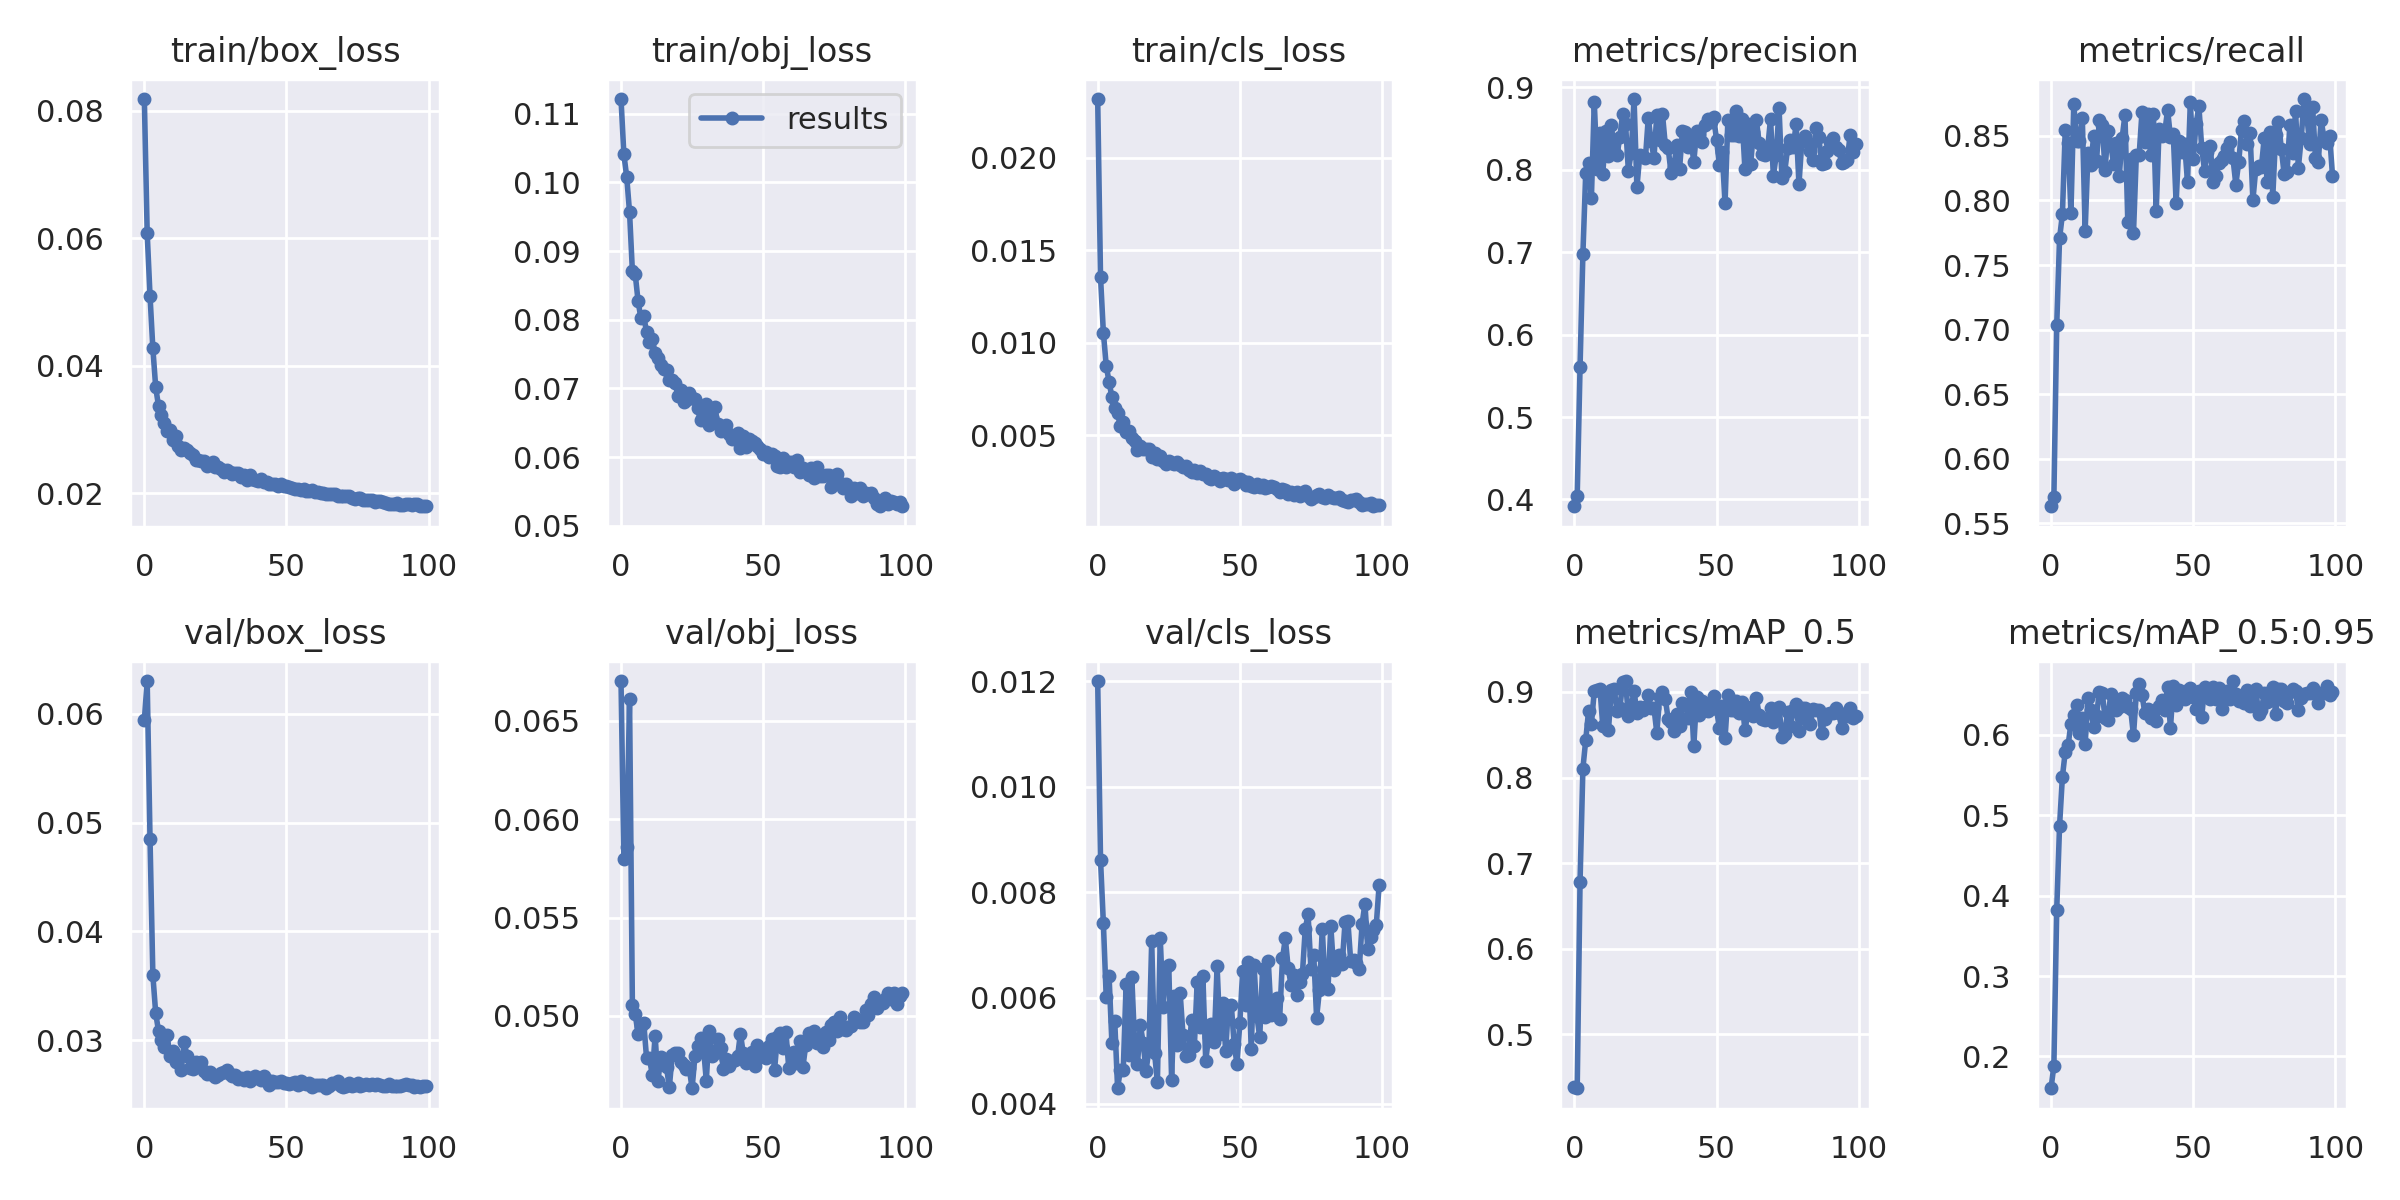 train/box_loss
0.08
0.06
0.04
0.02
0 50 100
train/obj_loss
results
0.11
0.10
0.09
0.08
0.07
0.06
0.05
0 50 100
train/cls_loss
0.020
0.015
0.010
0.005
0 50 100
metrics/precision
0.9
0.8
0.7
0.6
0.5
0.4
0 50 100
metrics/recall
0.85
0.80
0.75
0.70
0.65
0.60
0.55
0 50 100
val/box_loss
0.06
0.05
0.04
0.03
0 50 100
val/obj_loss
0.065
0.060
0.055
0.050
0 50 100
val/cls_loss
0.012
0.010
0.008
0.006
0.004
0 50 100
metrics/mAP_0.5
0.9
0.8
0.7
0.6
0.5
0 50 100
metrics/mAP_0.5:0.95
0.6
0.5
0.4
0.3
0.2
0 50 100